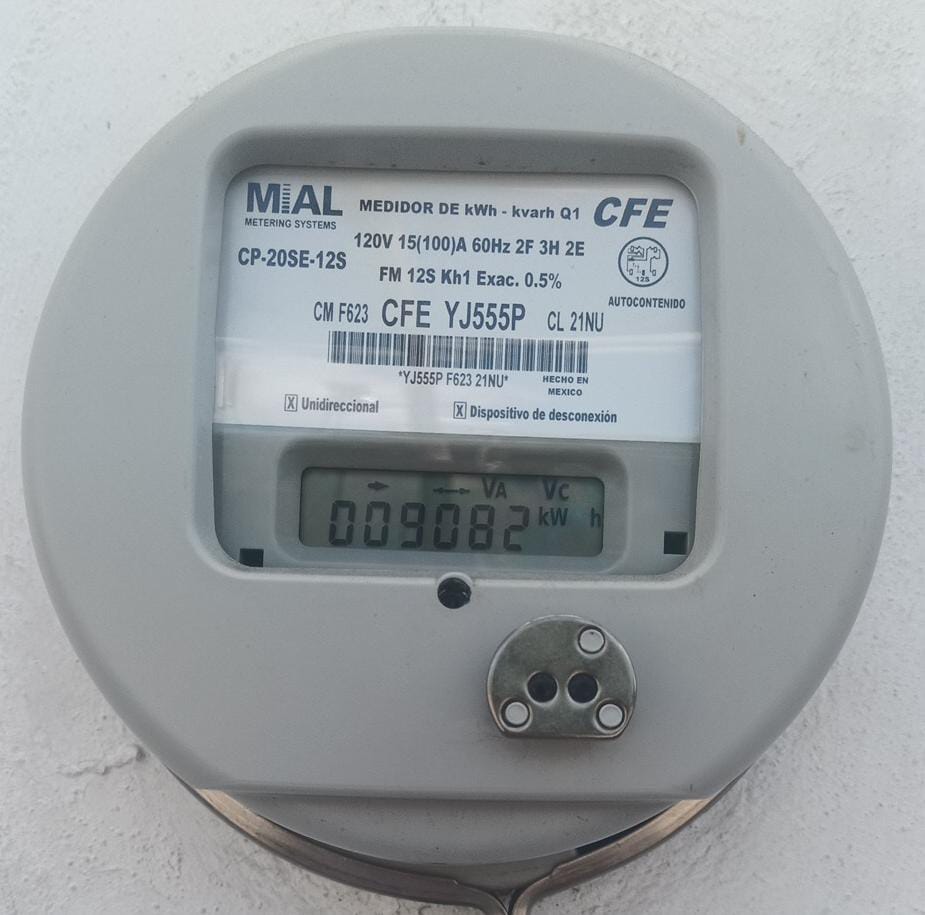 MIAL
METERING SYSTEMS
MEDIDOR DE kWh - kvarh Q1
CFE
CP-20SE-12S
120V 15(100)A 60Hz 2F 3H 2E
FM 12S Kh1 Exac. 0.5%
12S
AUTOCONTENIDO
CM F623 CFE YJ555P CL 21NU
*YJ555P F623 21NU*
HECHO EN
MEXICO
X Unidireccional
X Dispositivo de desconexión
VA VC
009082 kW h